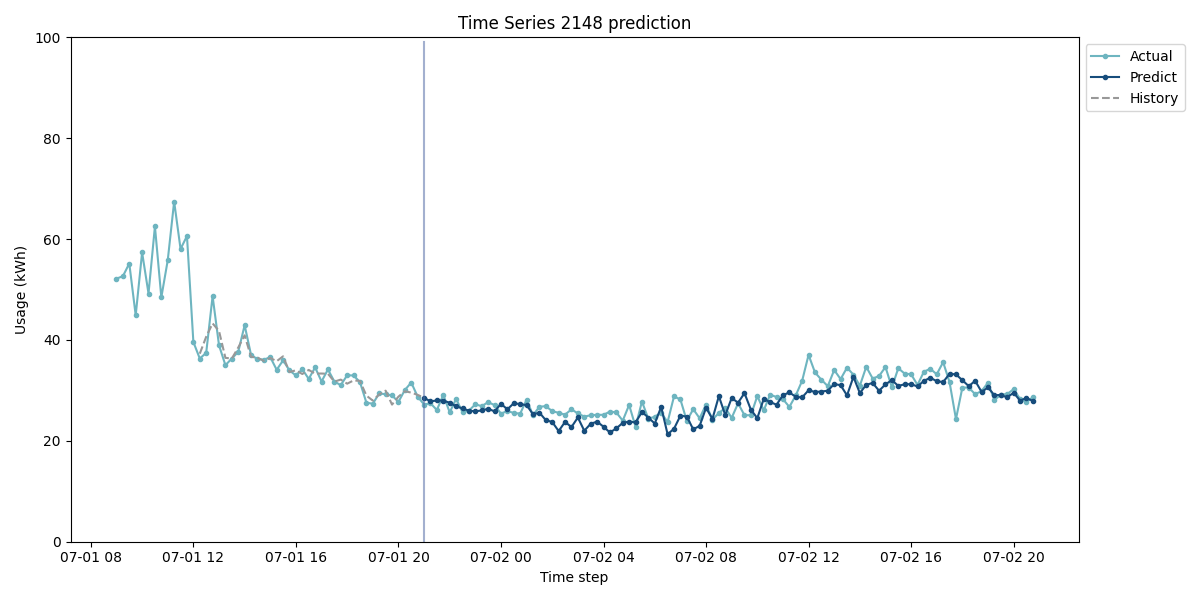 Time Series 2148 prediction
Usage (kWh)
100
80
60
40
20
0
07-01 08
07-01 12
07-01 16
07-01 20
07-02 00
07-02 04
07-02 08
07-02 12
07-02 16
07-02 20
Time step
Actual
Predict
History